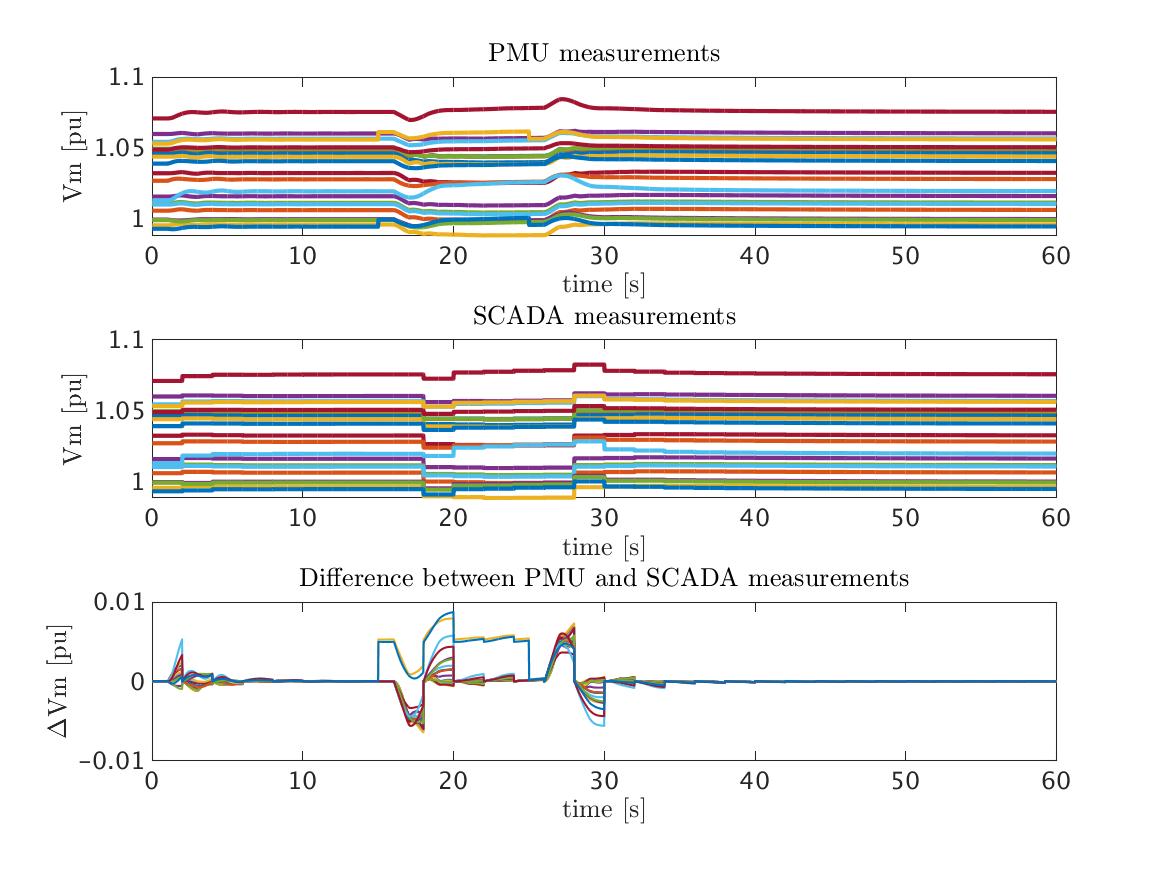 PMU measurements
1.1
1.05
1
Vm [pu]
0 10 20 30 40 50 60
time [s]
SCADA measurements
1.1
1.05
1
Vm [pu]
0 10 20 30 40 50 60
time [s]
Difference between PMU and SCADA measurements
0.01
0
-0.01
ΔVm [pu]
0 10 20 30 40 50 60
time [s]